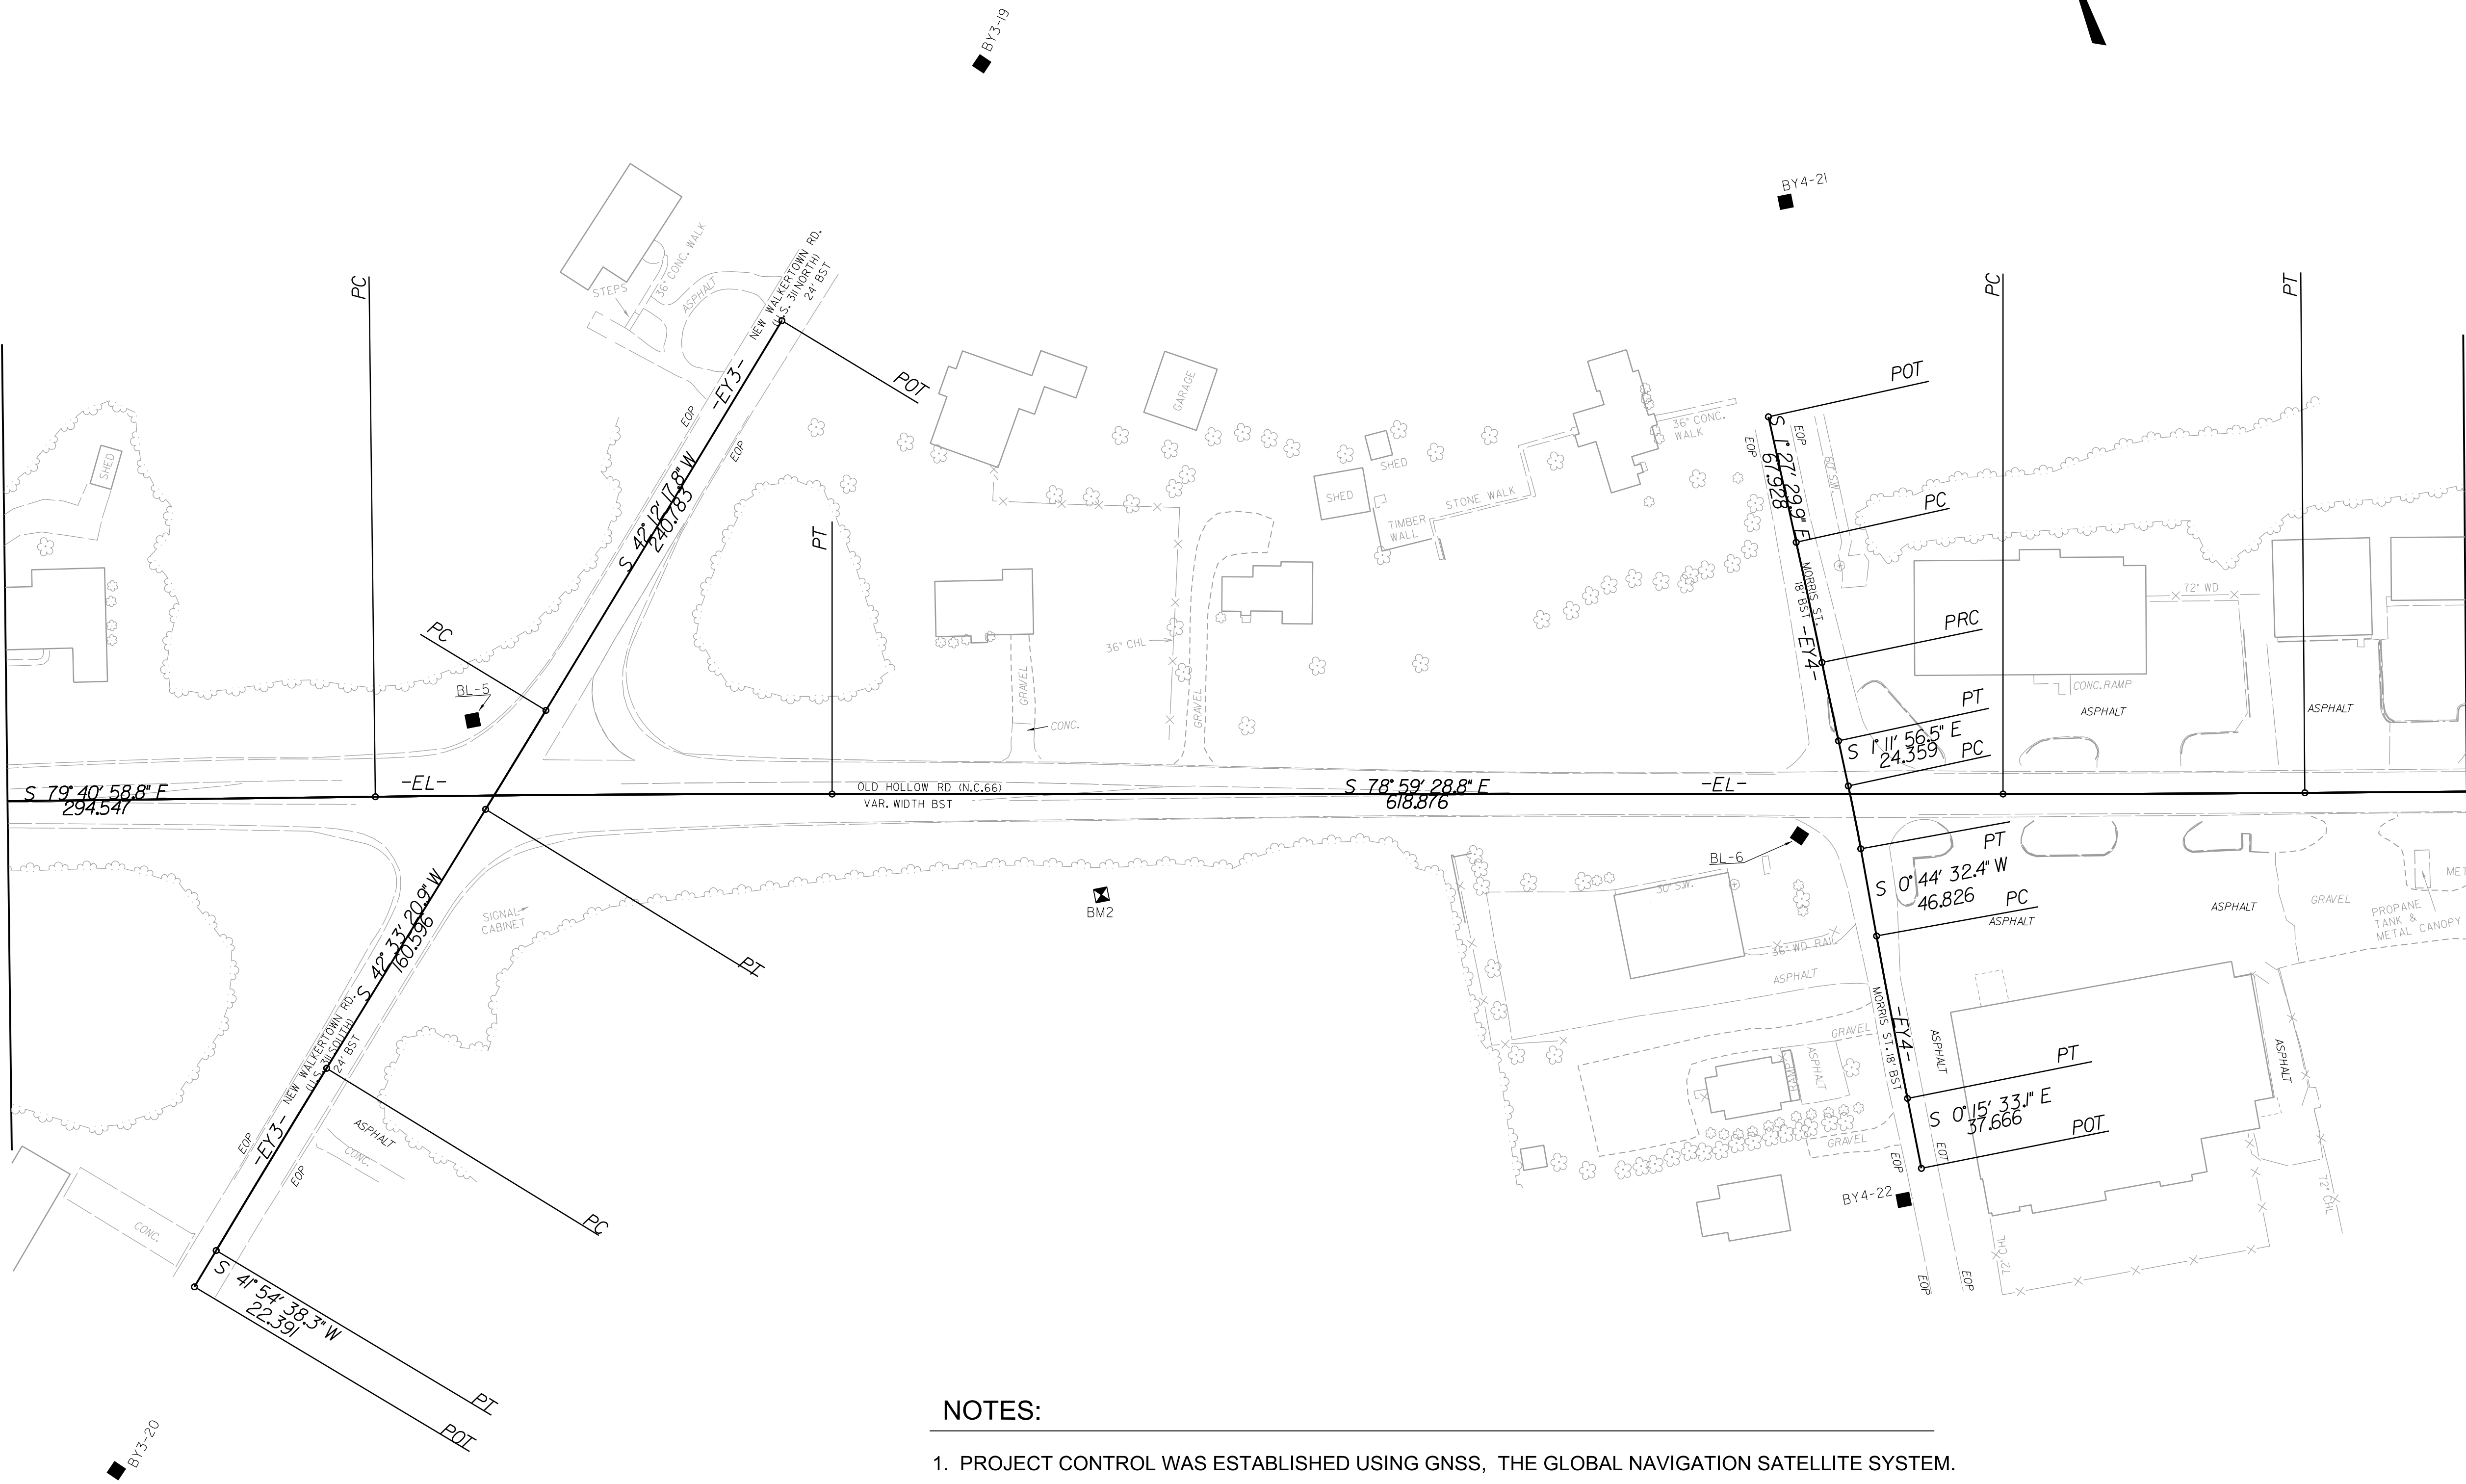 BY3-19
BY4-21
PC
PC
PT
36" CONC. WALK
STEPS
ASPHALT
NEW WALKERTOWN RD.
(U.S. 311 NORTH)
24' BST
-EY3-
EOP
EOP
POT
GARAGE
SHED
S 42° 12' 17.8" W
240.783
PT
SHED
SHED
STONE WALK
TIMBER
WALL
36" CONC.
WALK
POT
EOP
EOP
S 1° 27' 29.9" E
67.928
60" S.W.
PC
MORRIS ST.
18' BST
-EY4-
PRC
72" WD
36" CHL
GRAVEL
GRAVEL
CONC.
PC
BL-5
CONC. RAMP
ASPHALT
ASPHALT
PT
S 1° 11' 56.5" E
24.359
PC
S 79° 40' 58.8" E
294.547
-EL-
OLD HOLLOW RD (N.C.66)
VAR. WIDTH BST
S 78° 59' 28.8" E
618.876
-EL-
PT
BL-6
S 0° 44' 32.4" W
46.826
PC
ASPHALT
ASPHALT
GRAVEL
PROPANE
TANK &
METAL CANOPY
MET
BM2
30" S.W.
36" WD RAIL
ASPHALT
SIGNAL
CABINET
S 42° 33' 20.9" W
160.596
PT
NEW WALKERTOWN RD.
(U.S. 311 SOUTH)
24' BST
-EY3-
EOP
EOP
ASPHALT
CONC.
CONC.
PC
GRAVEL
RAMP
ASPHALT
GRAVEL
MORRIS ST. 18' BST
-EY4-
ASPHALT
ASPHALT
PT
S 0° 15' 33.1" E
37.666
POT
EOP
EOT
BY4-22
72" CHL
72" CHL
EOP
EOP
S 41° 54' 38.3" W
22.391
PT
POT
BY3-20
NOTES:
1. PROJECT CONTROL WAS ESTABLISHED USING GNSS, THE GLOBAL NAVIGATION SATELLITE SYSTEM.